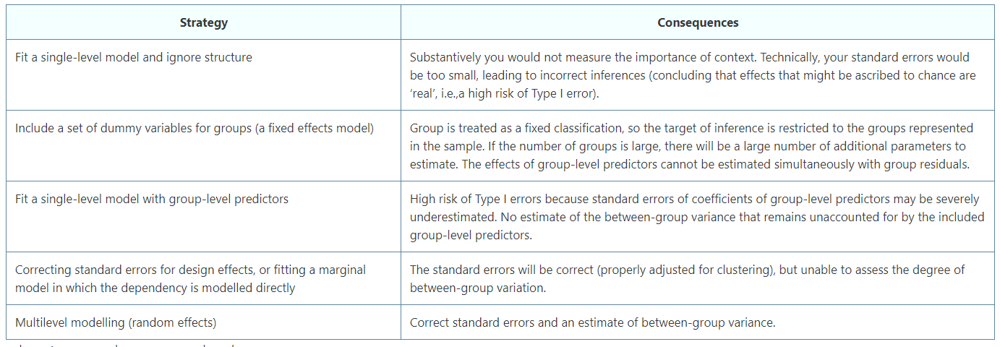 Strategy
Consequences
Fit a single-level model and ignore structure
Substantively you would not measure the importance of context. Technically, your standard errors would
be too small, leading to incorrect inferences (concluding that effects that might be ascribed to chance are
‘real’, i.e.,a high risk of Type I error).
Include a set of dummy variables for groups (a fixed effects model)
Group is treated as a fixed classification, so the target of inference is restricted to the groups represented
in the sample. If the number of groups is large, there will be a large number of additional parameters to
estimate. The effects of group-level predictors cannot be estimated simultaneously with group residuals.
Fit a single-level model with group-level predictors
High risk of Type I errors because standard errors of coefficients of group-level predictors may be severely
underestimated. No estimate of the between-group variance that remains unaccounted for by the included
group-level predictors.
Correcting standard errors for design effects, or fitting a marginal
model in which the dependency is modelled directly
The standard errors will be correct (properly adjusted for clustering), but unable to assess the degree of
between-group variation.
Multilevel modelling (random effects)
Correct standard errors and an estimate of between-group variance.